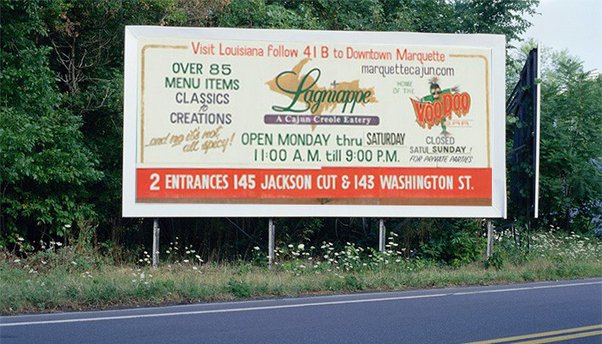 Visit Louisiana Follow 41 B to Downtown Marquette
marquettecajun.com
OVER 85
MENU ITEMS
CLASSICS
to
CREATIONS
and no it's not
all spicy!
Lagniappe
A Cajun Creole Eatery
HOME
OF THE
VOODOO
OPEN MONDAY thru SATURDAY
11:00 A.M. till 9:00 P.M.
CLOSED
SUNDAY
FOR PRIVATE PARTIES
2 ENTRANCES 145 JACKSON CUT & 143 WASHINGTON ST.